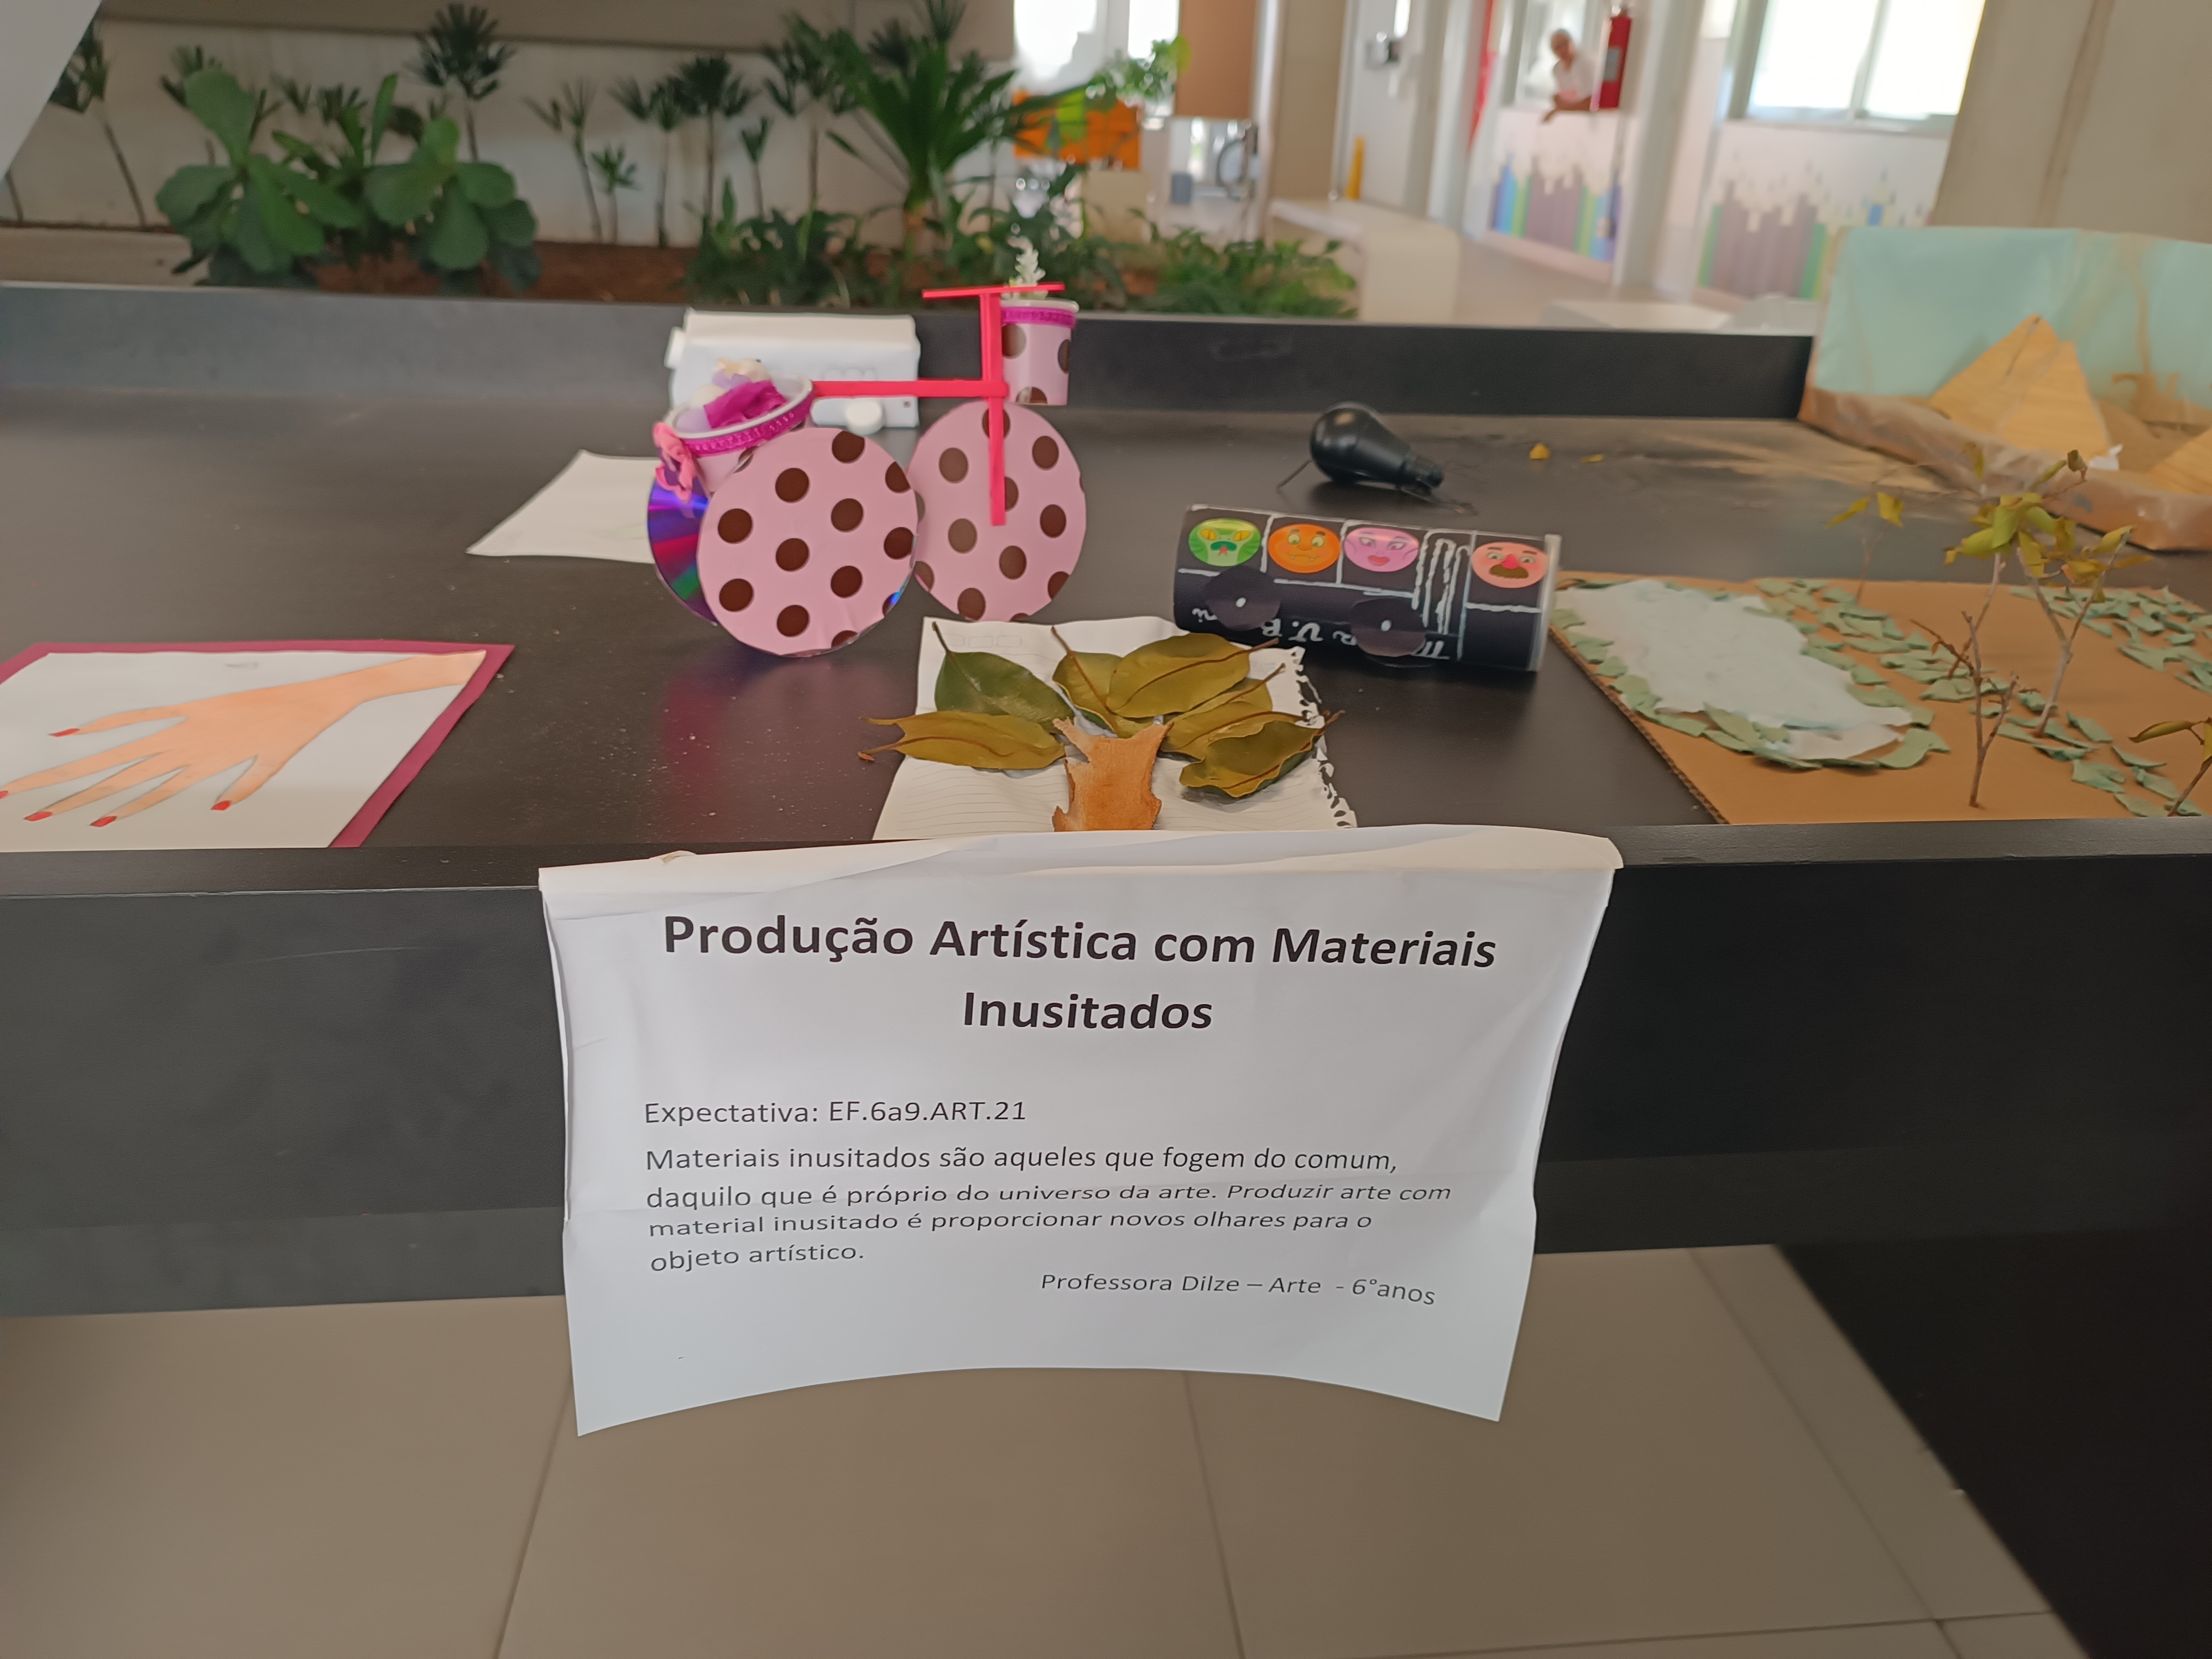 Produção Artística com Materiais
Inusitados
Expectativa: EF.6a9.ART.21
Materiais inusitados são aqueles que fogem do comum,
daquilo que é próprio do universo da arte. Produzir arte com
material inusitado é proporcionar novos olhares para o
objeto artístico.
Professora Dilze – Arte - 6°anos